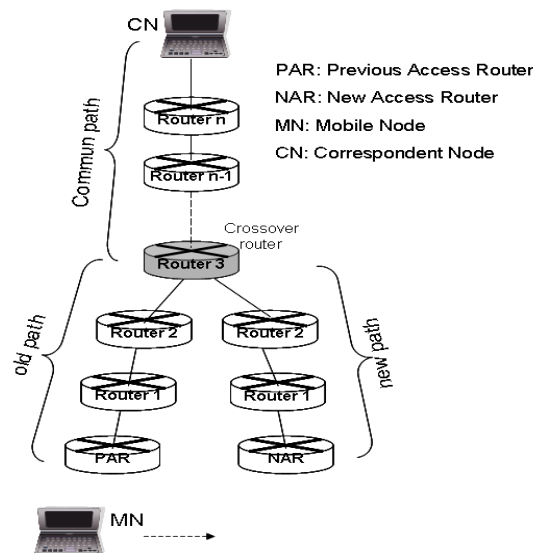 CN
PAR: Previous Access Router
NAR: New Access Router
MN: Mobile Node
CN: Correspondent Node
Commun path
Router n
Router n-1
Crossover
router
Router 3
old path
new path
Router 2
Router 2
Router 1
Router 1
PAR
NAR
MN